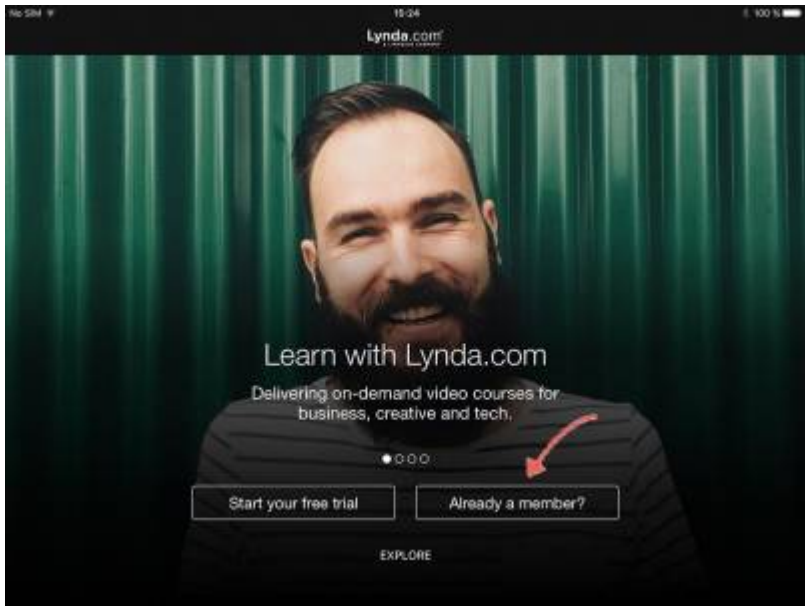 No SIM
15:24
100 %
Lynda.com
Learn with Lynda.com
Delivering on-demand video courses for
business, creative and tech.
Start your free trial
Already a member?
EXPLORE